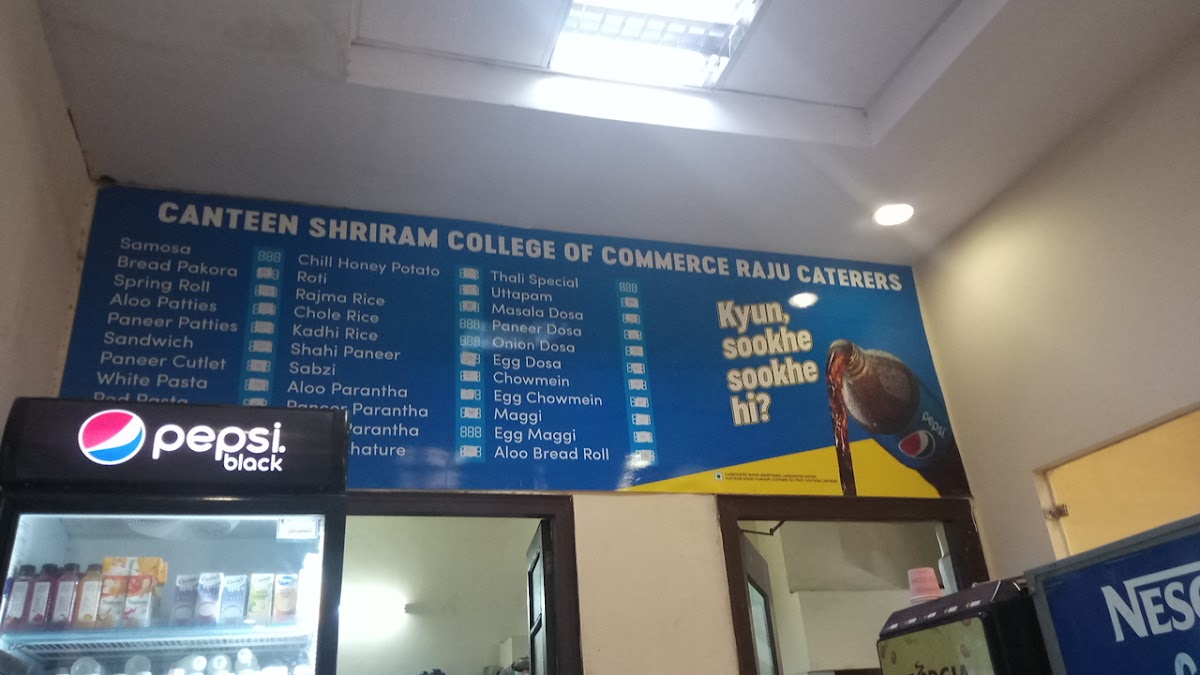 CANTEEN SHRIRAM COLLEGE OF COMMERCE RAJU CATERERS
Samosa
Bread Pakora
Spring Roll
Aloo Patties
Paneer Patties
Sandwich
Paneer Cutlet
White Pasta
Pasta
Chill Honey Potato
Roti
Rajma Rice
Chole Rice
Kadhi Rice
Shahi Paneer
Sabzi
Aloo Parantha
Paneer Parantha
Parantha
hature
Thali Special
Uttapam
Masala Dosa
Paneer Dosa
Onion Dosa
Egg Dosa
Chowmein
Egg Chowmein
Maggi
Egg Maggi
Aloo Bread Roll
Kyun,
sookhe
sookhe
hi?
pepsi
pepsi.
black
NESC